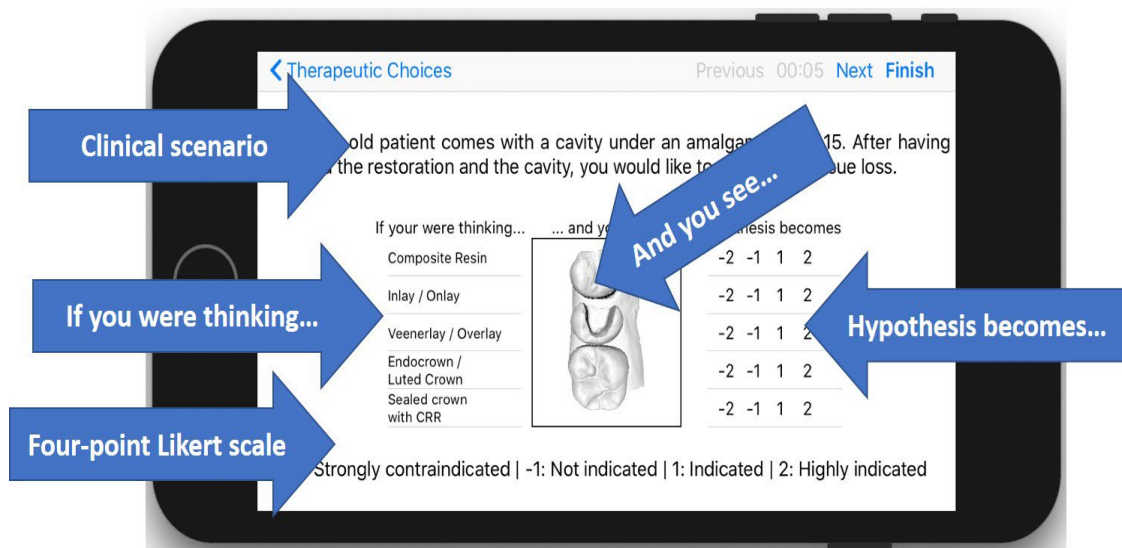 Therapeutic Choices Previous 00:05 Next Finish
Clinical scenario
old patient comes with a cavity under an amalgam 15. After having
the restoration and the cavity, you would like to loss.
And you see...
If your were thinking... ... and becomes
Composite Resin -2 -1 1 2
Inlay / Onlay -2 -1 1 2
If you were thinking...
Veenerlay / Overlay -2 -1 1 2
Hypothesis becomes...
Endocrown /
Luted Crown -2 -1 1 2
Sealed crown
with CRR -2 -1 1 2
Four-point Likert scale
Strongly contraindicated | -1: Not indicated | 1: Indicated | 2: Highly indicated